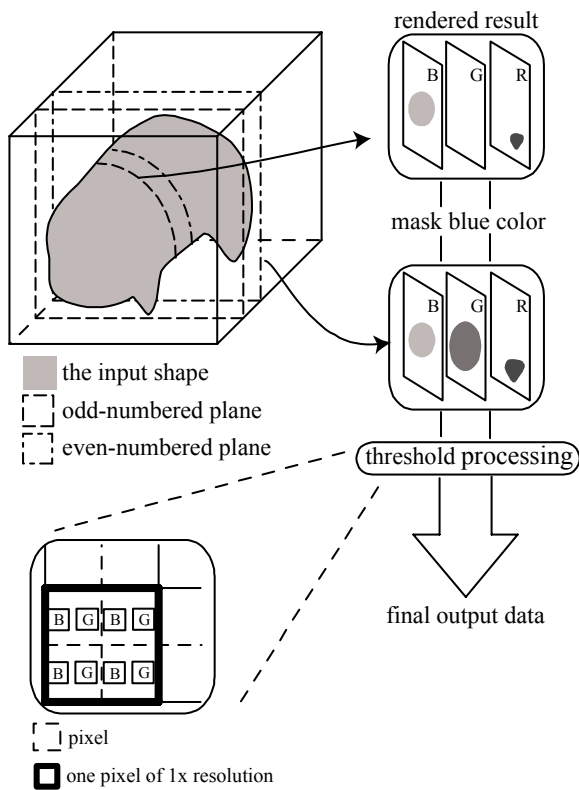 rendered result
B G R
mask blue color
B G R
the input shape
odd-numbered plane
even-numbered plane
threshold processing
final output data
B G B G
B G B G
pixel
one pixel of 1x resolution